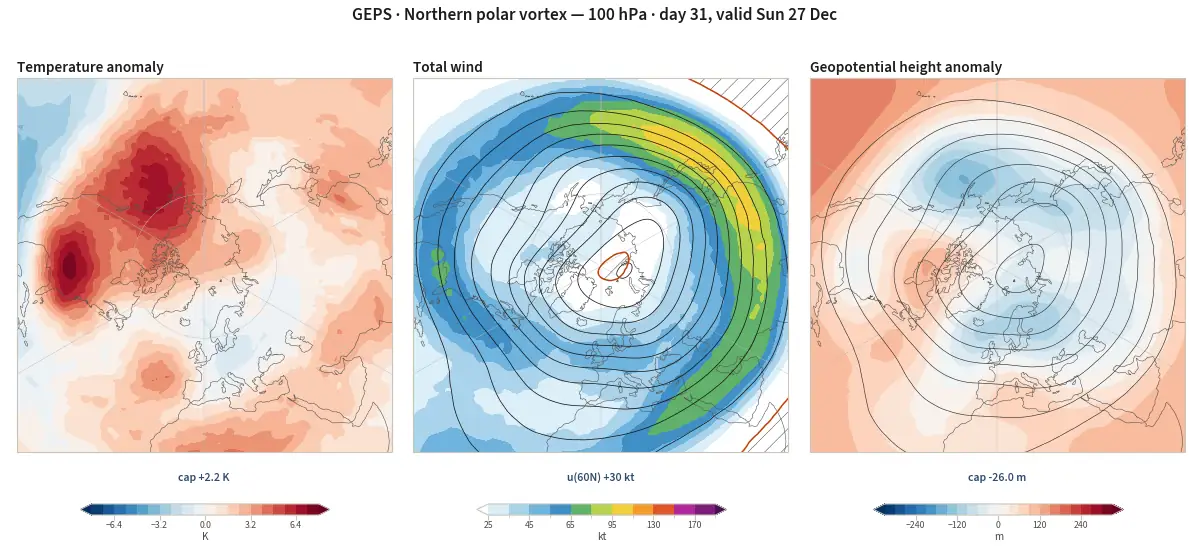 GEPS · Northern polar vortex — 100 hPa · day 31, valid Sun 27 Dec
Temperature anomaly
Total wind
Geopotential height anomaly
cap +2.2 K
u(60N) +30 kt
cap -26.0 m
-6.4 -3.2 0.0 3.2 6.4
K
25 45 65 95 130 170
kt
-240 -120 0 120 240
m